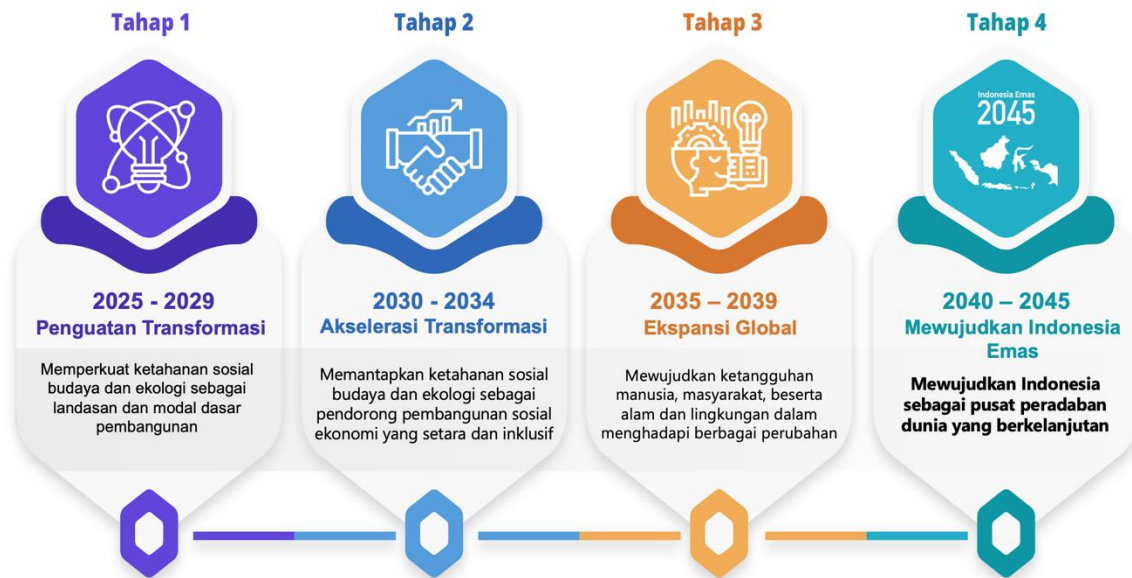 Tahap 1
Tahap 2
Tahap 3
Tahap 4
Indonesia Emas
2045
2025 - 2029
Penguatan Transformasi
Memperkuat ketahanan sosial
budaya dan ekologi sebagai
landasan dan modal dasar
pembangunan
2030 - 2034
Akselerasi Transformasi
Memantapkan ketahanan sosial
budaya dan ekologi sebagai
pendorong pembangunan sosial
ekonomi yang setara dan inklusif
2035 – 2039
Ekspansi Global
Mewujudkan ketangguhan
manusia, masyarakat, beserta
alam dan lingkungan dalam
menghadapi berbagai perubahan
2040 – 2045
Mewujudkan Indonesia
Emas
Mewujudkan Indonesia
sebagai pusat peradaban
dunia yang berkelanjutan